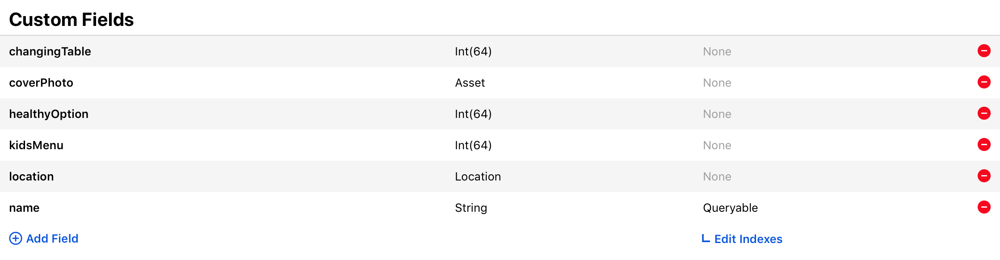 Custom Fields
changingTable Int(64) None
coverPhoto Asset None
healthyOption Int(64) None
kidsMenu Int(64) None
location Location None
name String Queryable
Add Field Edit Indexes